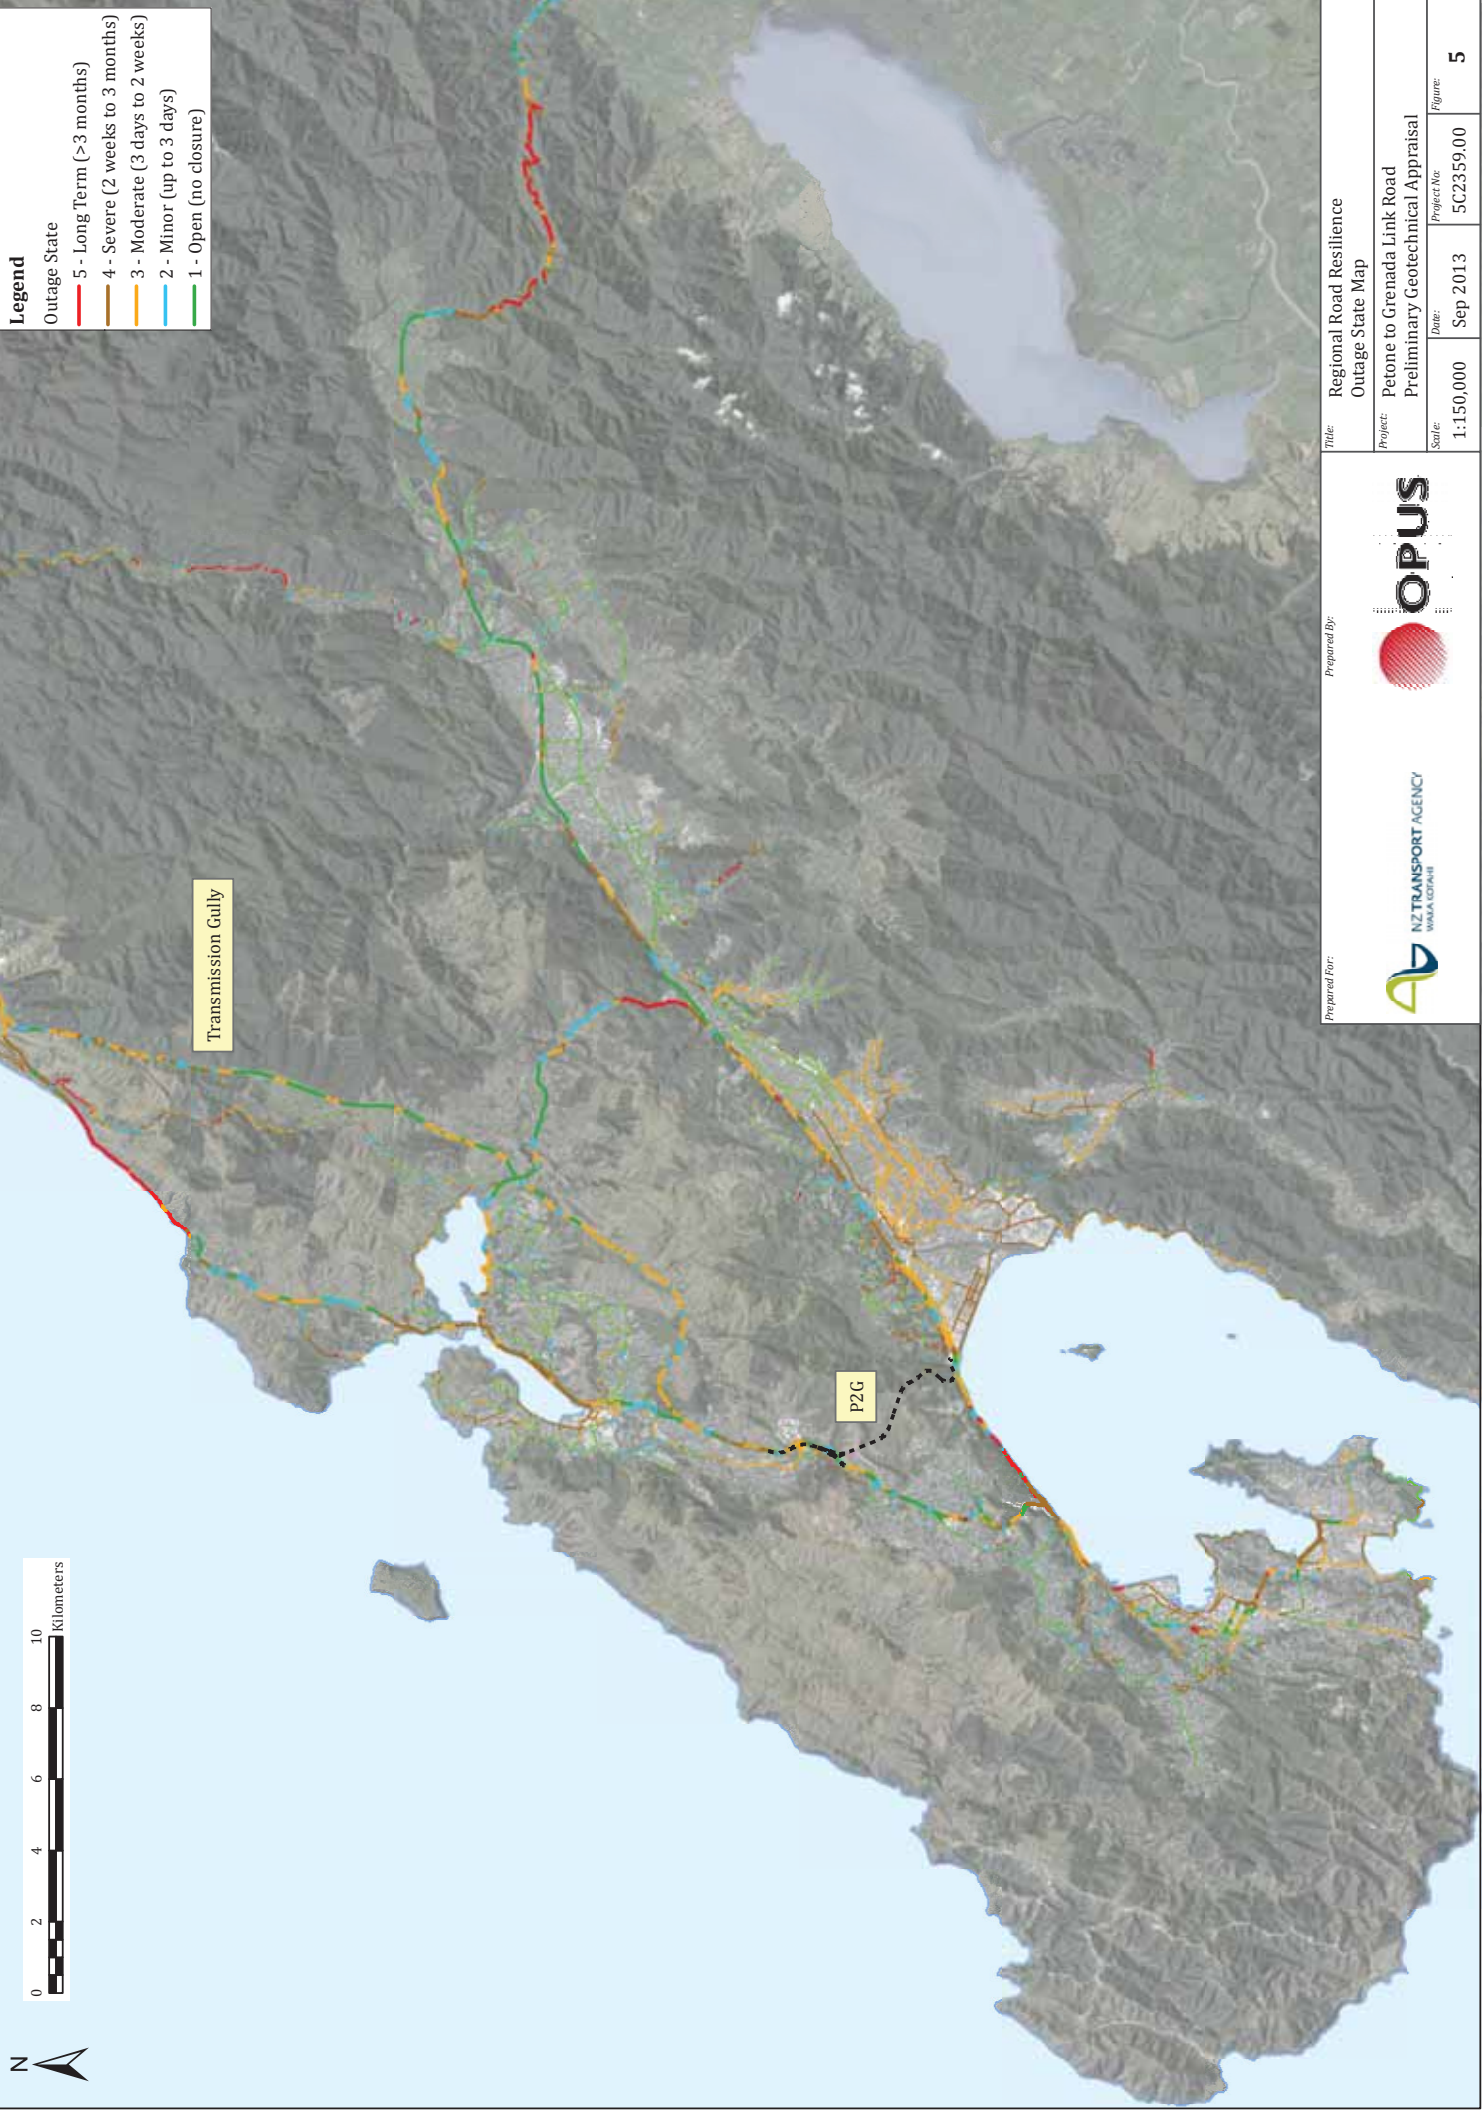 Legend
Outage State
5 - Long Term (>3 months)
4 - Severe (2 weeks to 3 months)
3 - Moderate (3 days to 2 weeks)
2 - Minor (up to 3 days)
1 - Open (no closure)
N
0 2 4 6 8 10
Kilometers
Transmission Gully
P2G
Prepared For:
NZ TRANSPORT AGENCY
WAKA KOTAHI
Prepared By:
OPUS
Title:
Regional Road Resilience
Outage State Map
Project:
Petone to Grenada Link Road
Preliminary Geotechnical Appraisal
Scale:
1:150,000
Date:
Sep 2013
Project No:
5C2359.00
Figure:
5